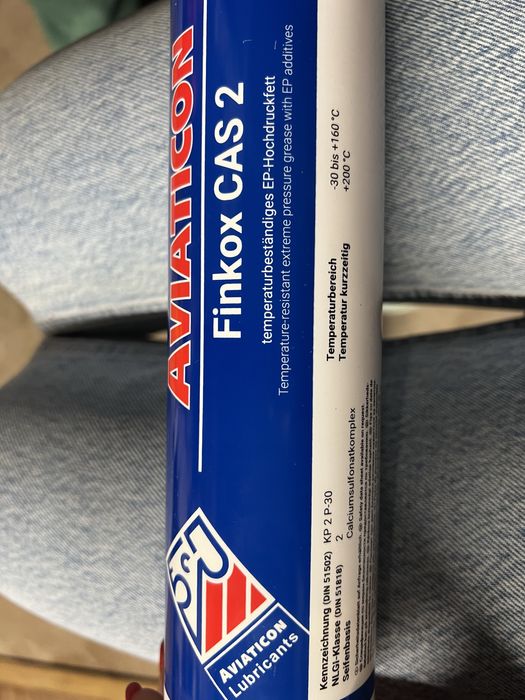 AVIATICON
Finkox CAS 2
temperaturbeständiges EP-Hochdruckfett
Temperature-resistant extreme pressure grease with EP additives
AVIATICON
Lubricants
Kennzeichnung (DIN 51502) KP 2 P-30
NLGI-Klasse (DIN 51818) 2
Seifenbasis Calciumsulfonatkomplex
Temperaturbereich -30 bis +160 °C
Temperatur kurzzeitig +200 °C